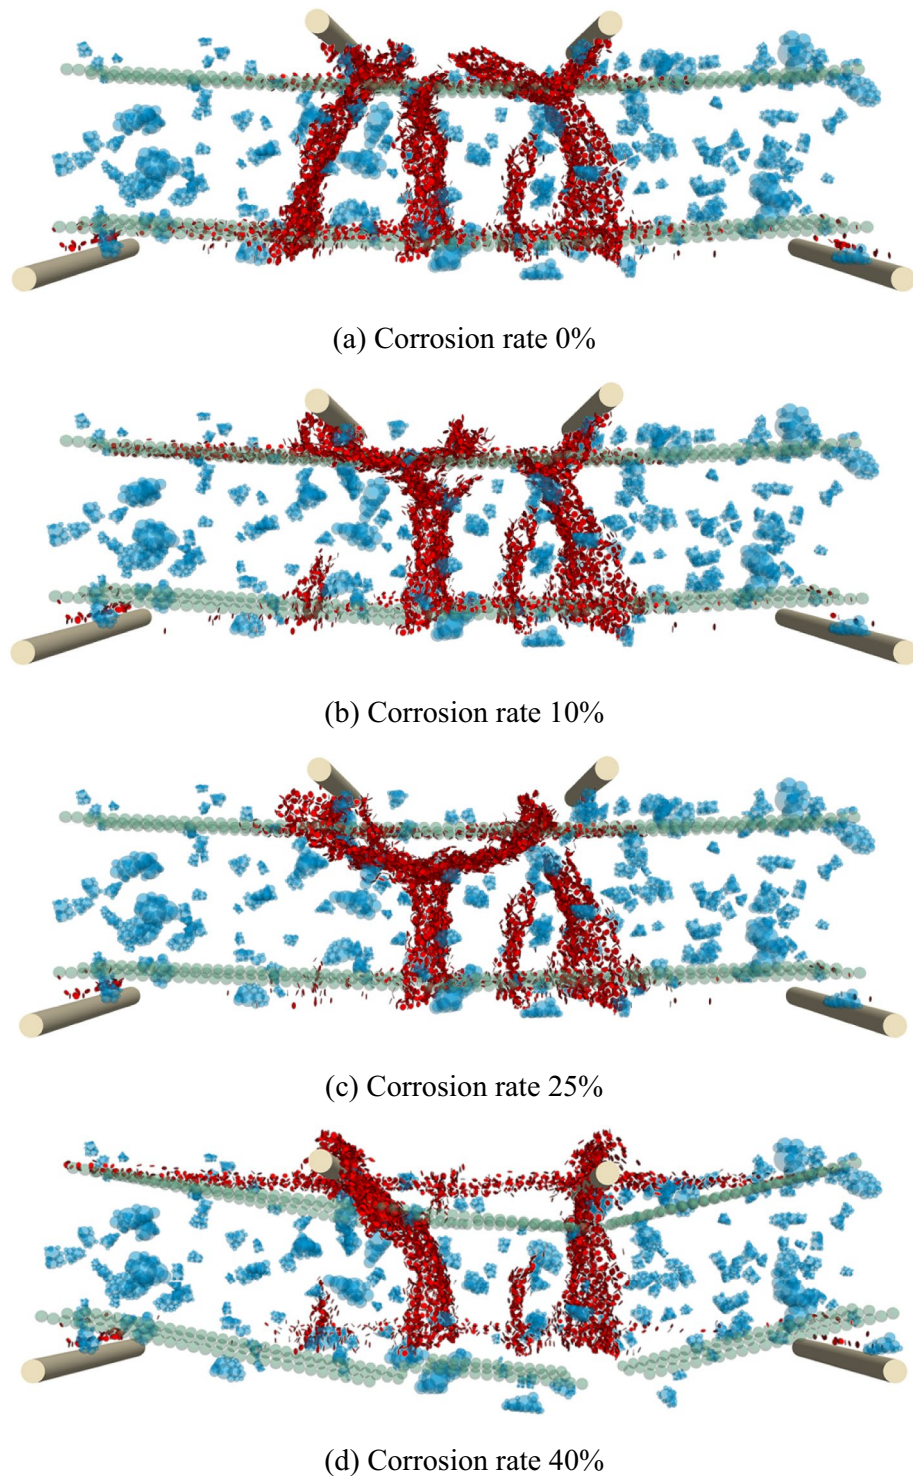 (a) Corrosion rate 0%
(b) Corrosion rate 10%
(c) Corrosion rate 25%
(d) Corrosion rate 40%